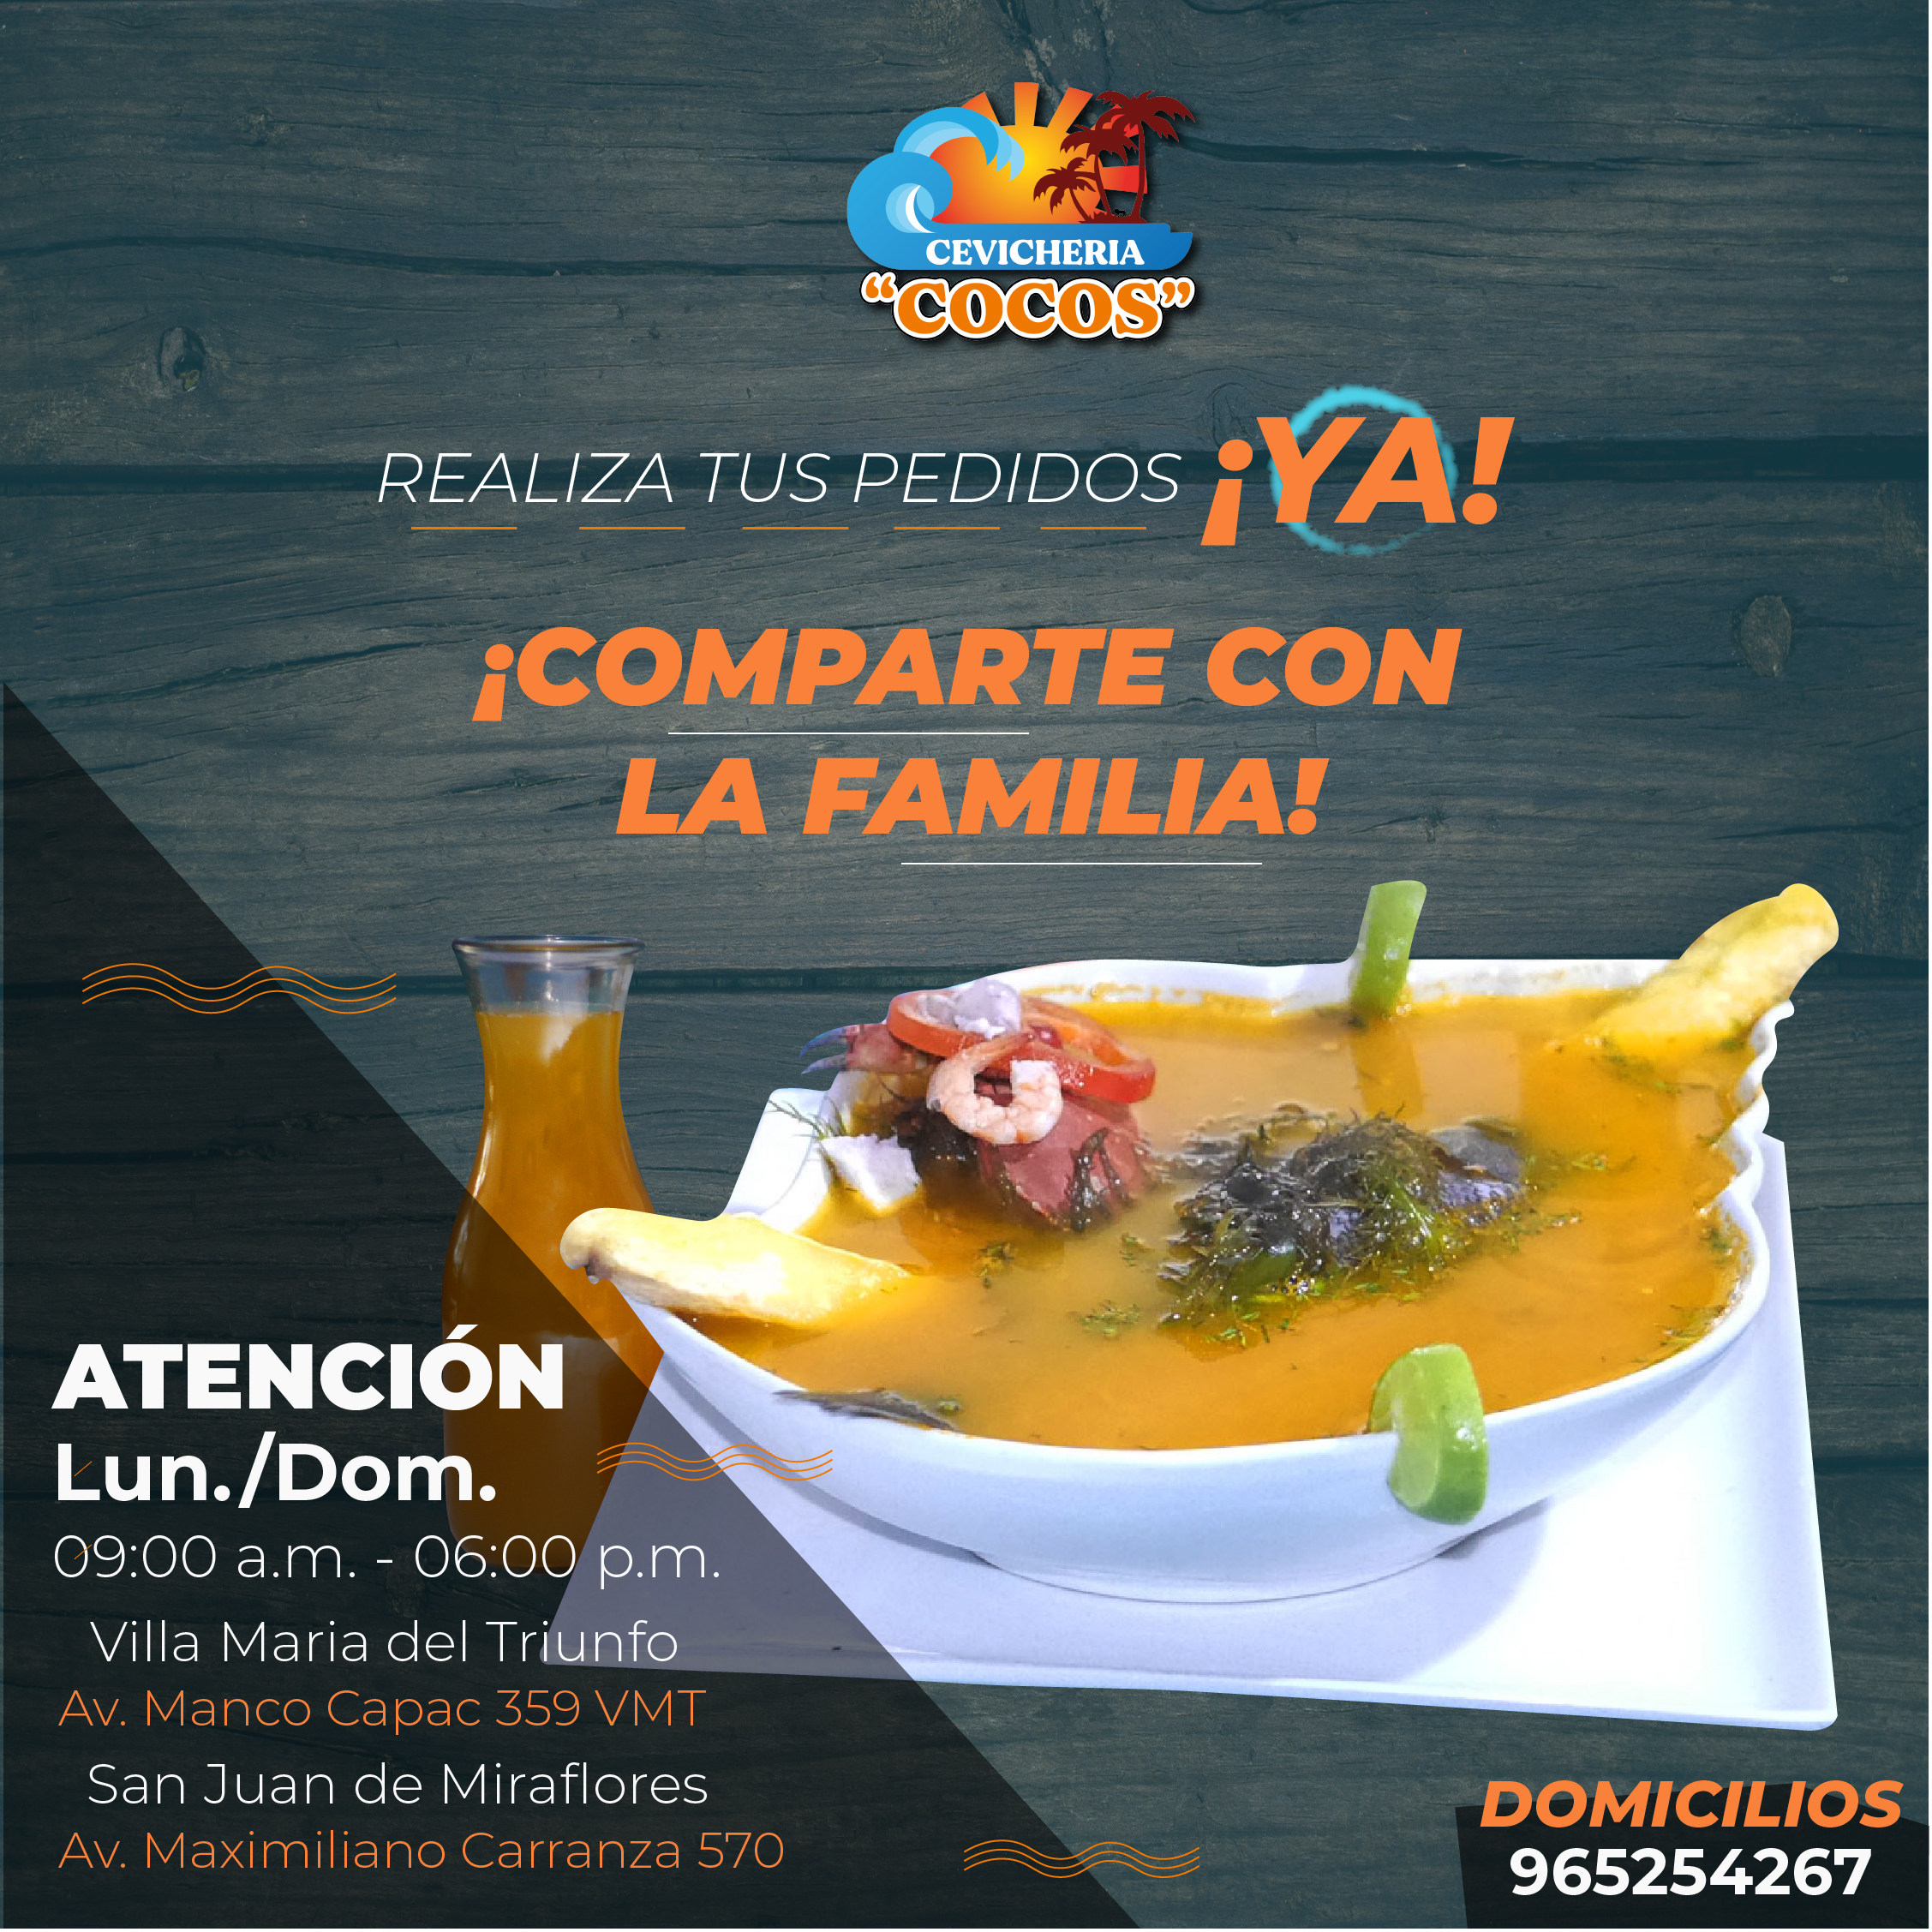 CEVICHERIA
“COCOS”
REALIZA TUS PEDIDOS ¡YA!
¡COMPARTE CON
LA FAMILIA!
ATENCIÓN
Lun./Dom.
09:00 a.m. - 06:00 p.m.
Villa Maria del Triunfo
Av. Manco Capac 359 VMT
San Juan de Miraflores
Av. Maximiliano Carranza 570
DOMICILIOS
965254267